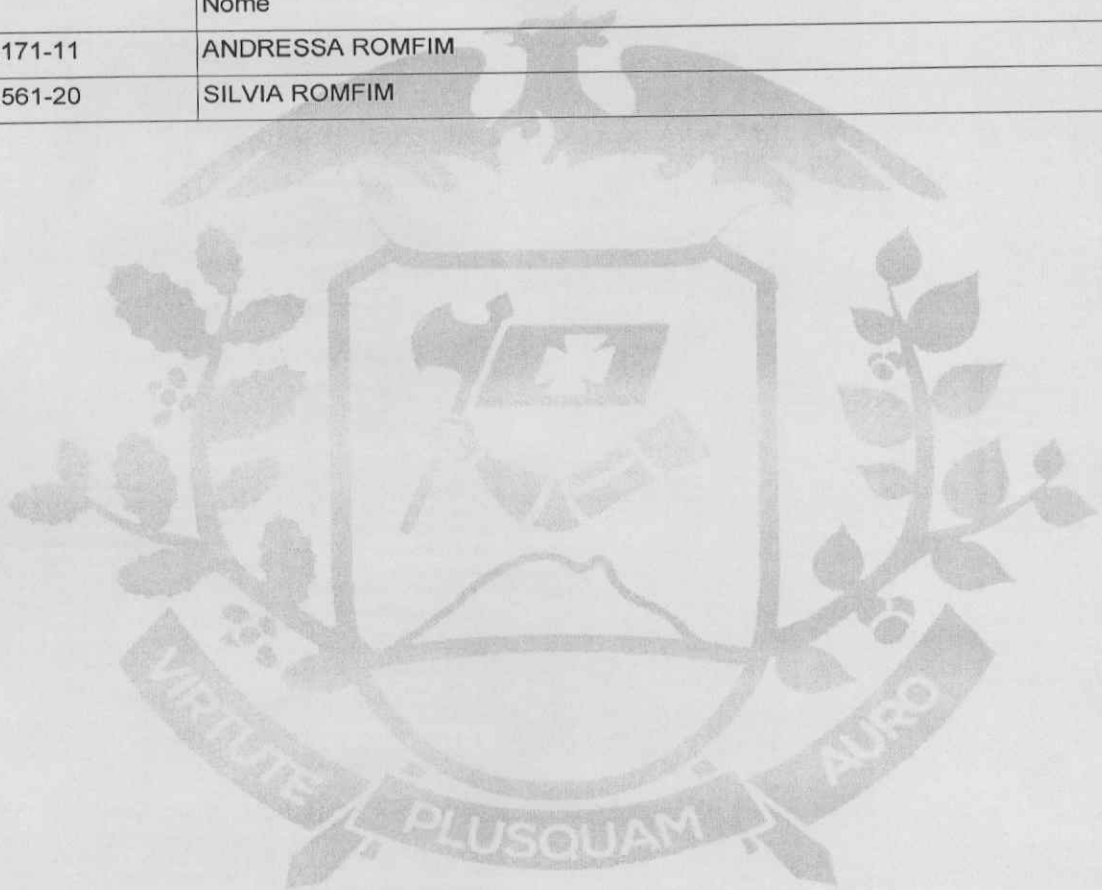 Nome
171-11 ANDRESSA ROMFIM
561-20 SILVIA ROMFIM
VIRTUTE PLUSQUAM AURO